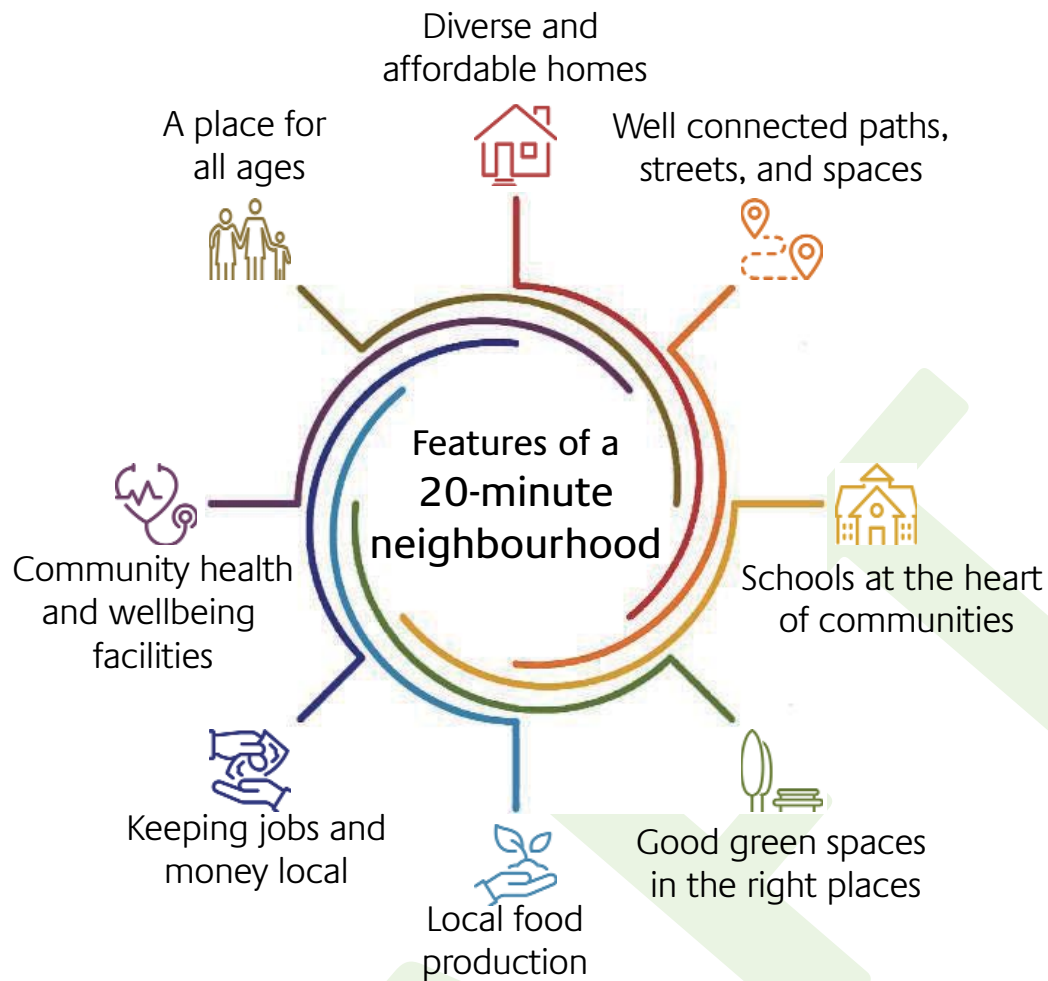 Diverse and
affordable homes
A place for
all ages
Well connected paths,
streets, and spaces
Features of a
20-minute
neighbourhood
Community health
and wellbeing
facilities
Schools at the heart
of communities
Keeping jobs and
money local
Good green spaces
in the right places
Local food
production